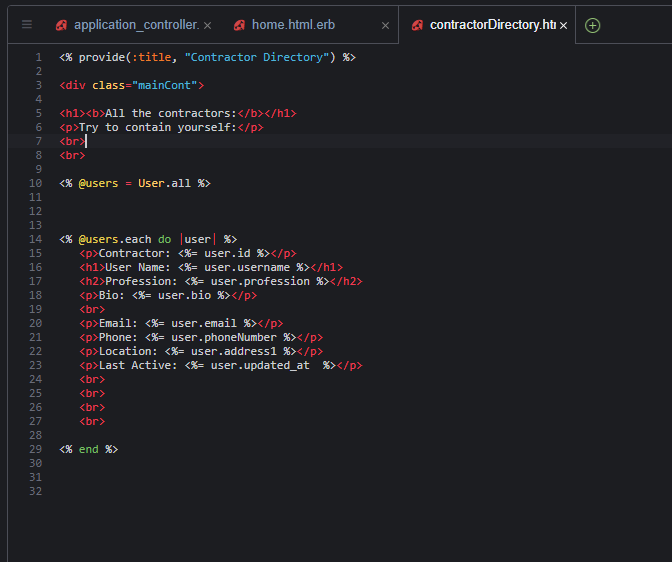 application_controller. ×
home.html.erb ×
contractorDirectory.htm ×
1 <% provide(:title, "Contractor Directory") %>
2
3 <div class="mainCont">
4
5 <h1><b>All the contractors:</b></h1>
6 <p>Try to contain yourself:</p>
7 <br>
8 <br>
9
10 <% @users = User.all %>
11
12
13
14 <% @users.each do |user| %>
15 <p>Contractor: <%= user.id %></p>
16 <h1>User Name: <%= user.username %></h1>
17 <h2>Profession: <%= user.profession %></h2>
18 <p>Bio: <%= user.bio %></p>
19 <br>
20 <p>Email: <%= user.email %></p>
21 <p>Phone: <%= user.phoneNumber %></p>
22 <p>Location: <%= user.address1 %></p>
23 <p>Last Active: <%= user.updated_at  %></p>
24 <br>
25 <br>
26 <br>
27 <br>
28
29 <% end %>
30
31
32